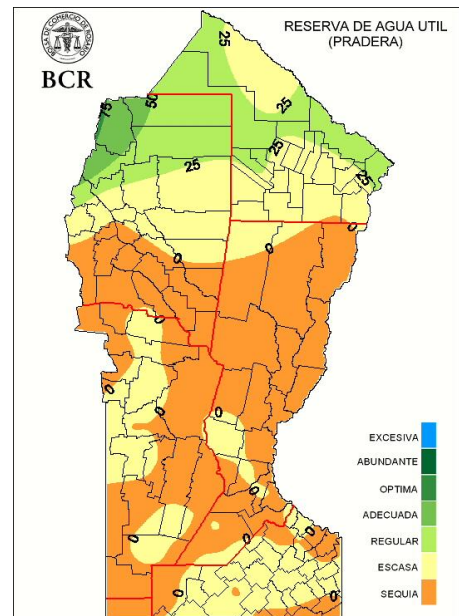 BOLSA DE COMERCIO DE ROSARIO
BCR
RESERVA DE AGUA UTIL
(PRADERA)
25
75
50
25
25
25
25
0
0
0
0
0
0
0
0
0
0
EXCESIVA
ABUNDANTE
OPTIMA
ADECUADA
REGULAR
ESCASA
SEQUIA